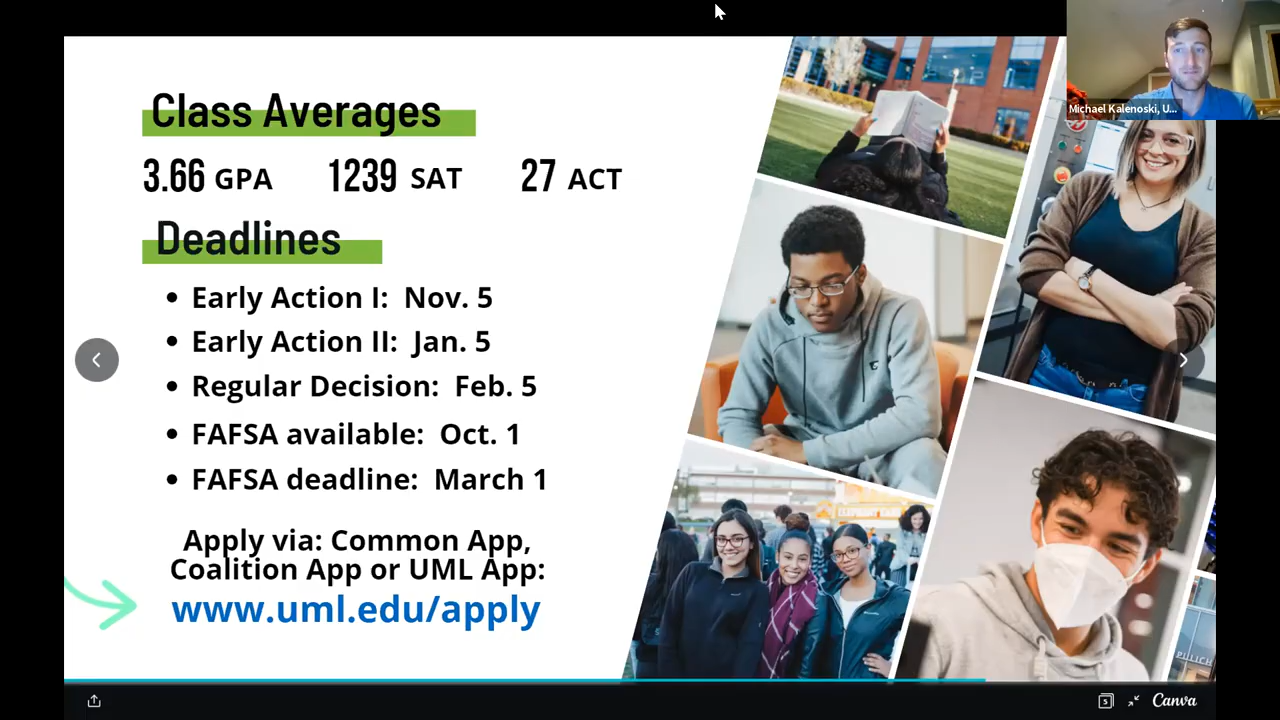 Michael Kalenoski, U...
Class Averages
3.66 GPA 1239 SAT 27 ACT
Deadlines
• Early Action I: Nov. 5
• Early Action II: Jan. 5
• Regular Decision: Feb. 5
• FAFSA available: Oct. 1
• FAFSA deadline: March 1
Apply via: Common App,
Coalition App or UML App:
www.uml.edu/apply
PULICH
5
Canva